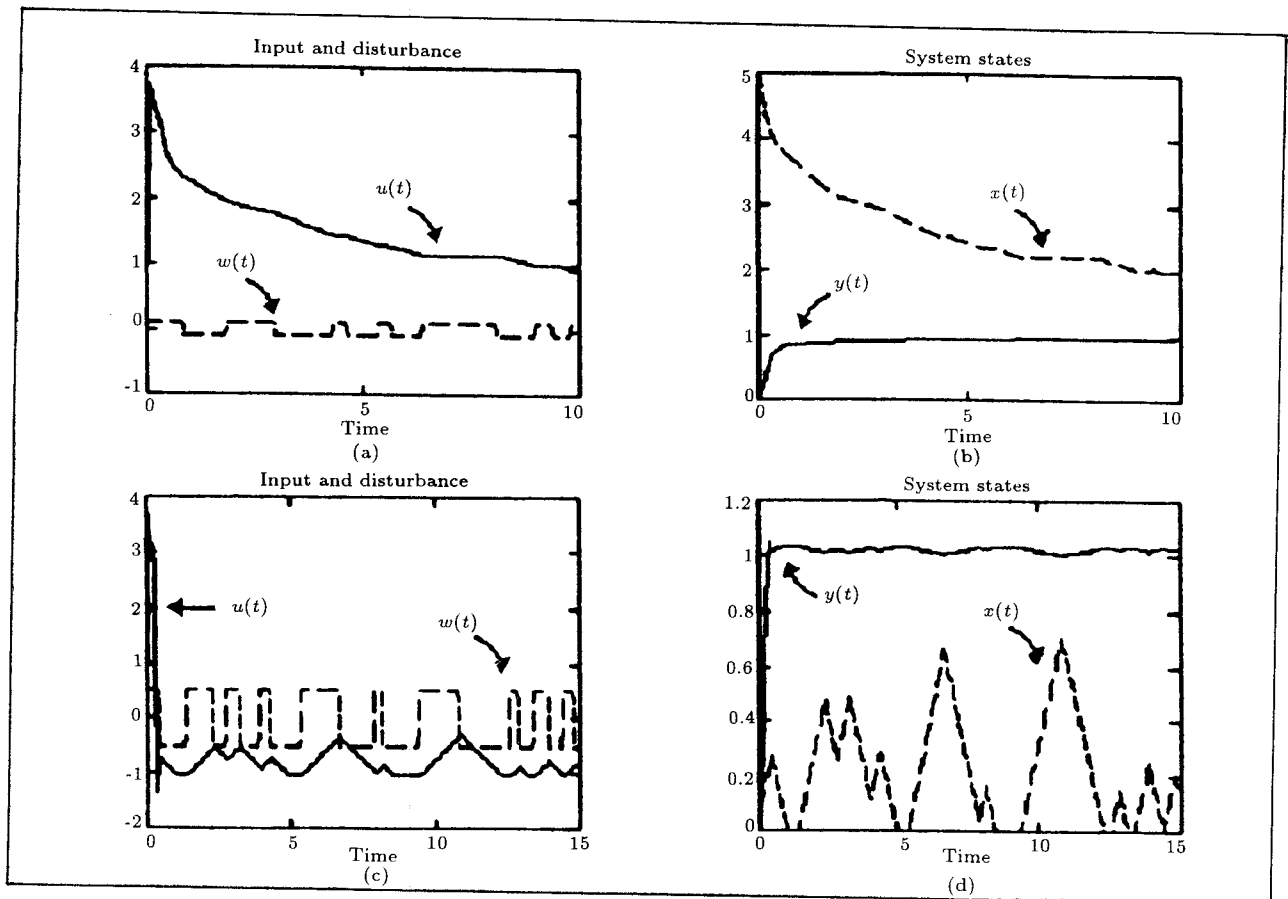 Input and disturbance
4
3
2
1
0
-1
u(t)
w(t)
0 5 10
Time
(a)
System states
5
4
3
2
1
0
x(t)
y(t)
0 5 10
Time
(b)
Input and disturbance
4
3
2
1
0
-1
-2
u(t)
w(t)
0 5 10 15
Time
(c)
System states
1.2
1
0.8
0.6
0.4
0.2
0
y(t)
x(t)
0 5 10 15
Time
(d)